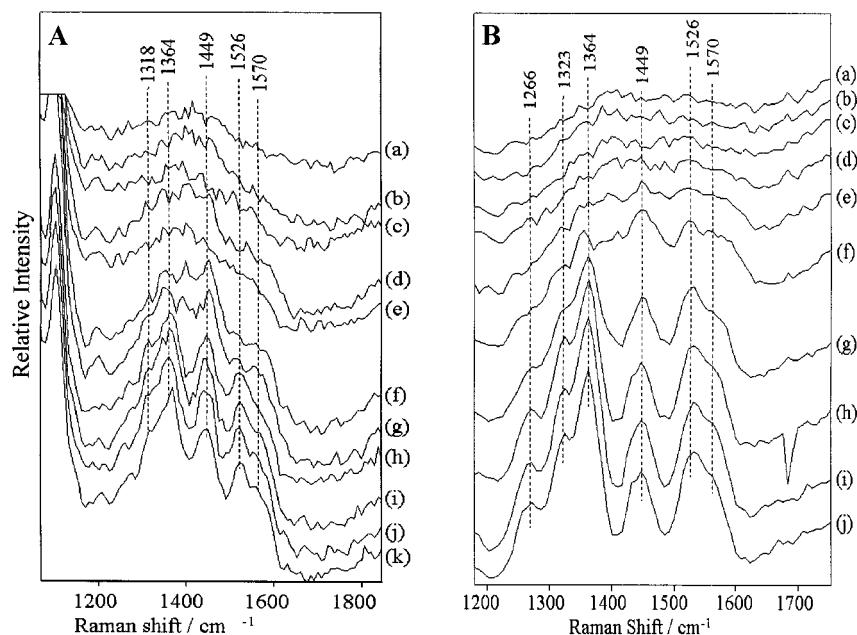 A
1318
1364
1449
1526
1570
(a)
(b)
(c)
(d)
(e)
(f)
(g)
(h)
(i)
(j)
(k)
1200
1400
1600
1800
Raman shift / cm -1
Relative Intensity
B
1266
1323
1364
1449
1526
1570
(a)
(b)
(c)
(d)
(e)
(f)
(g)
(h)
(i)
(j)
1200
1300
1400
1500
1600
1700
Raman Shift / cm-1